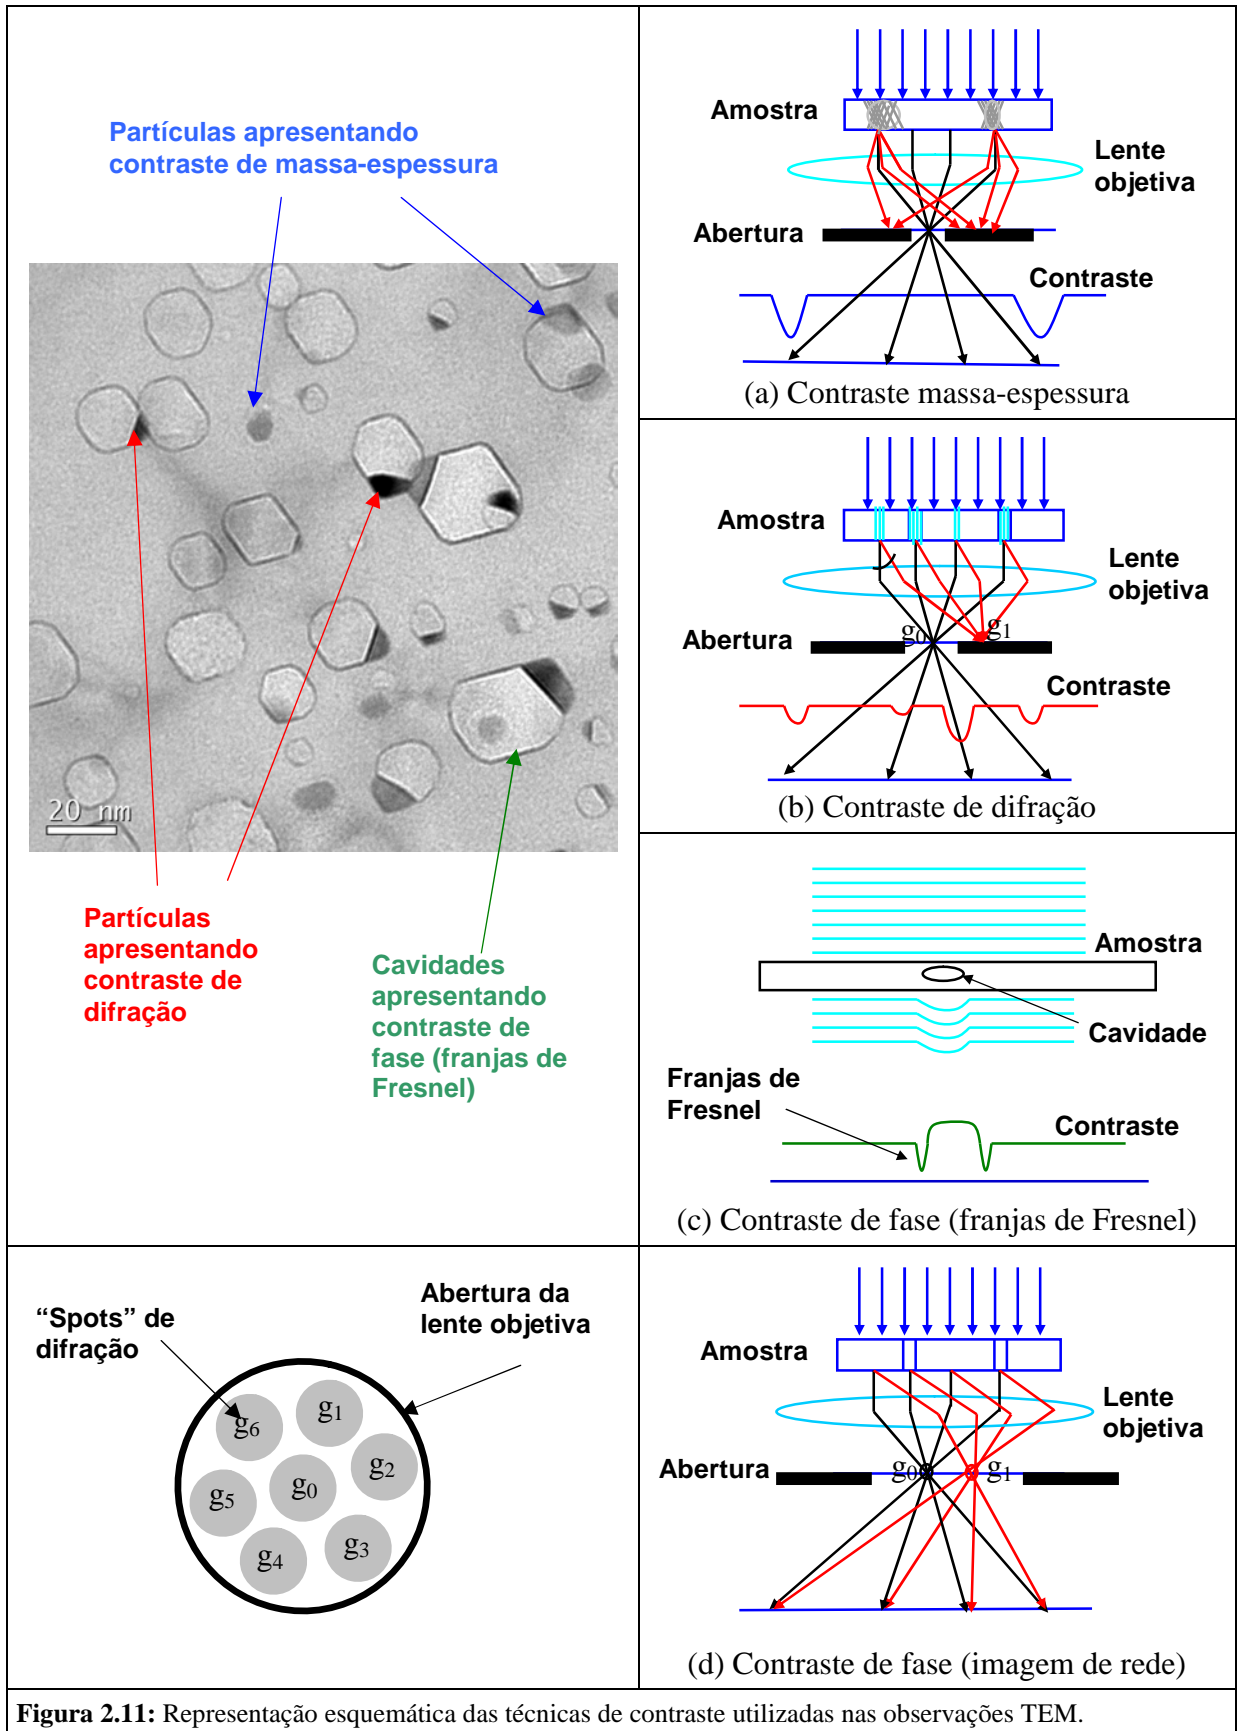 Partículas apresentando
contraste de massa-espessura
20 nm
Partículas
apresentando
contraste de
difração
Cavidades
apresentando
contraste de
fase (franjas de
Fresnel)
Amostra
Lente
objetiva
Abertura
Contraste
(a) Contraste massa-espessura
Amostra
Lente
objetiva
g0
g1
Abertura
Contraste
(b) Contraste de difração
Amostra
Cavidade
Franjas de
Fresnel
Contraste
(c) Contraste de fase (franjas de Fresnel)
“Spots” de
difração
Abertura da
lente objetiva
g1
g6
g2
g0
g5
g3
g4
Amostra
Lente
objetiva
Abertura
g0
g1
(d) Contraste de fase (imagem de rede)
Figura 2.11: Representação esquemática das técnicas de contraste utilizadas nas observações TEM.